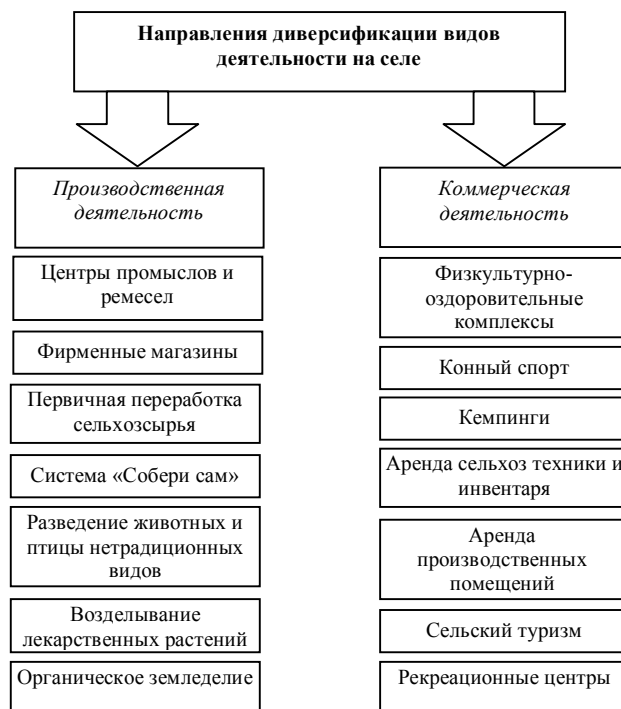 Направления диверсификации видов
деятельности на селе
Производственная
деятельность
Центры промыслов и
ремесел
Фирменные магазины
Первичная переработка
сельхозсырья
Система «Собери сам»
Разведение животных и
птицы нетрадиционных
видов
Возделывание
лекарственных растений
Органическое земледелие
Коммерческая
деятельность
Физкультурно-
оздоровительные
комплексы
Конный спорт
Кемпинги
Аренда сельхоз техники и
инвентаря
Аренда
производственных
помещений
Сельский туризм
Рекреационные центры